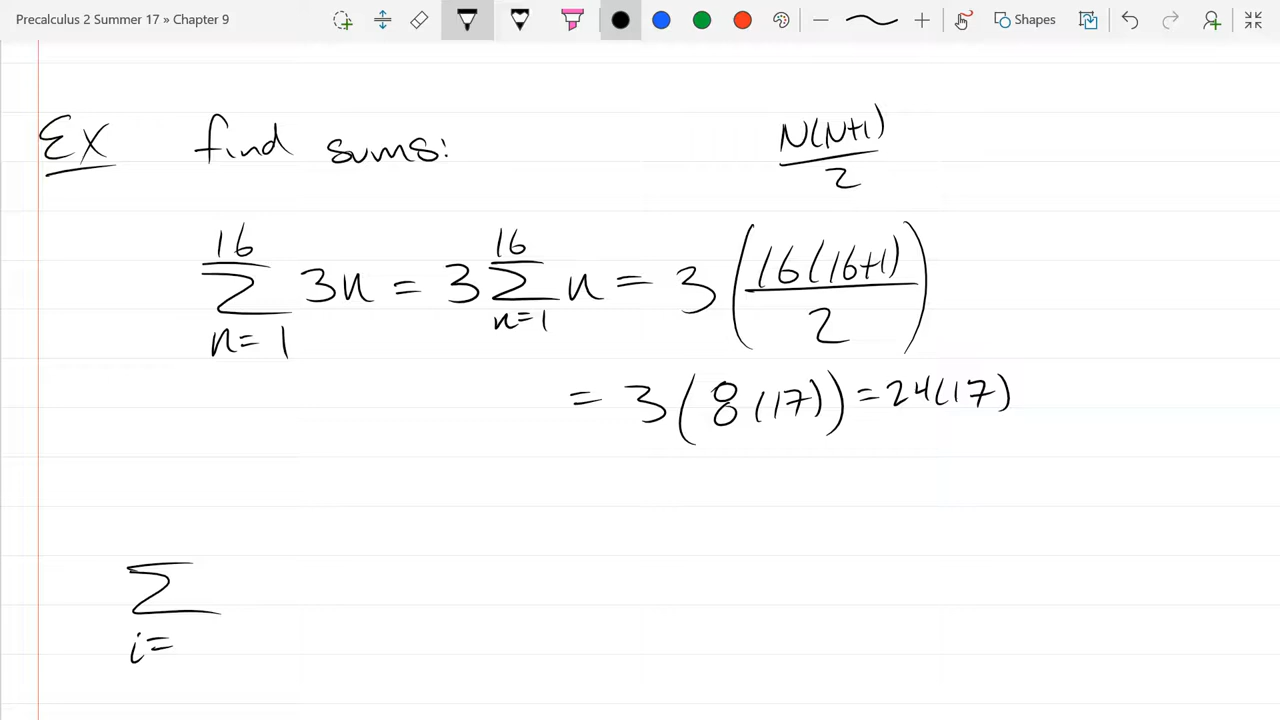 Precalculus 2 Summer 17 » Chapter 9
Shapes
Ex find sums:
N(N+1)
2
16 16
∑ 3n = 3 ∑ n = 3 (16(16+1)/2)
n=1 n=1
= 3(8(17)) = 24(17)
∑
i=